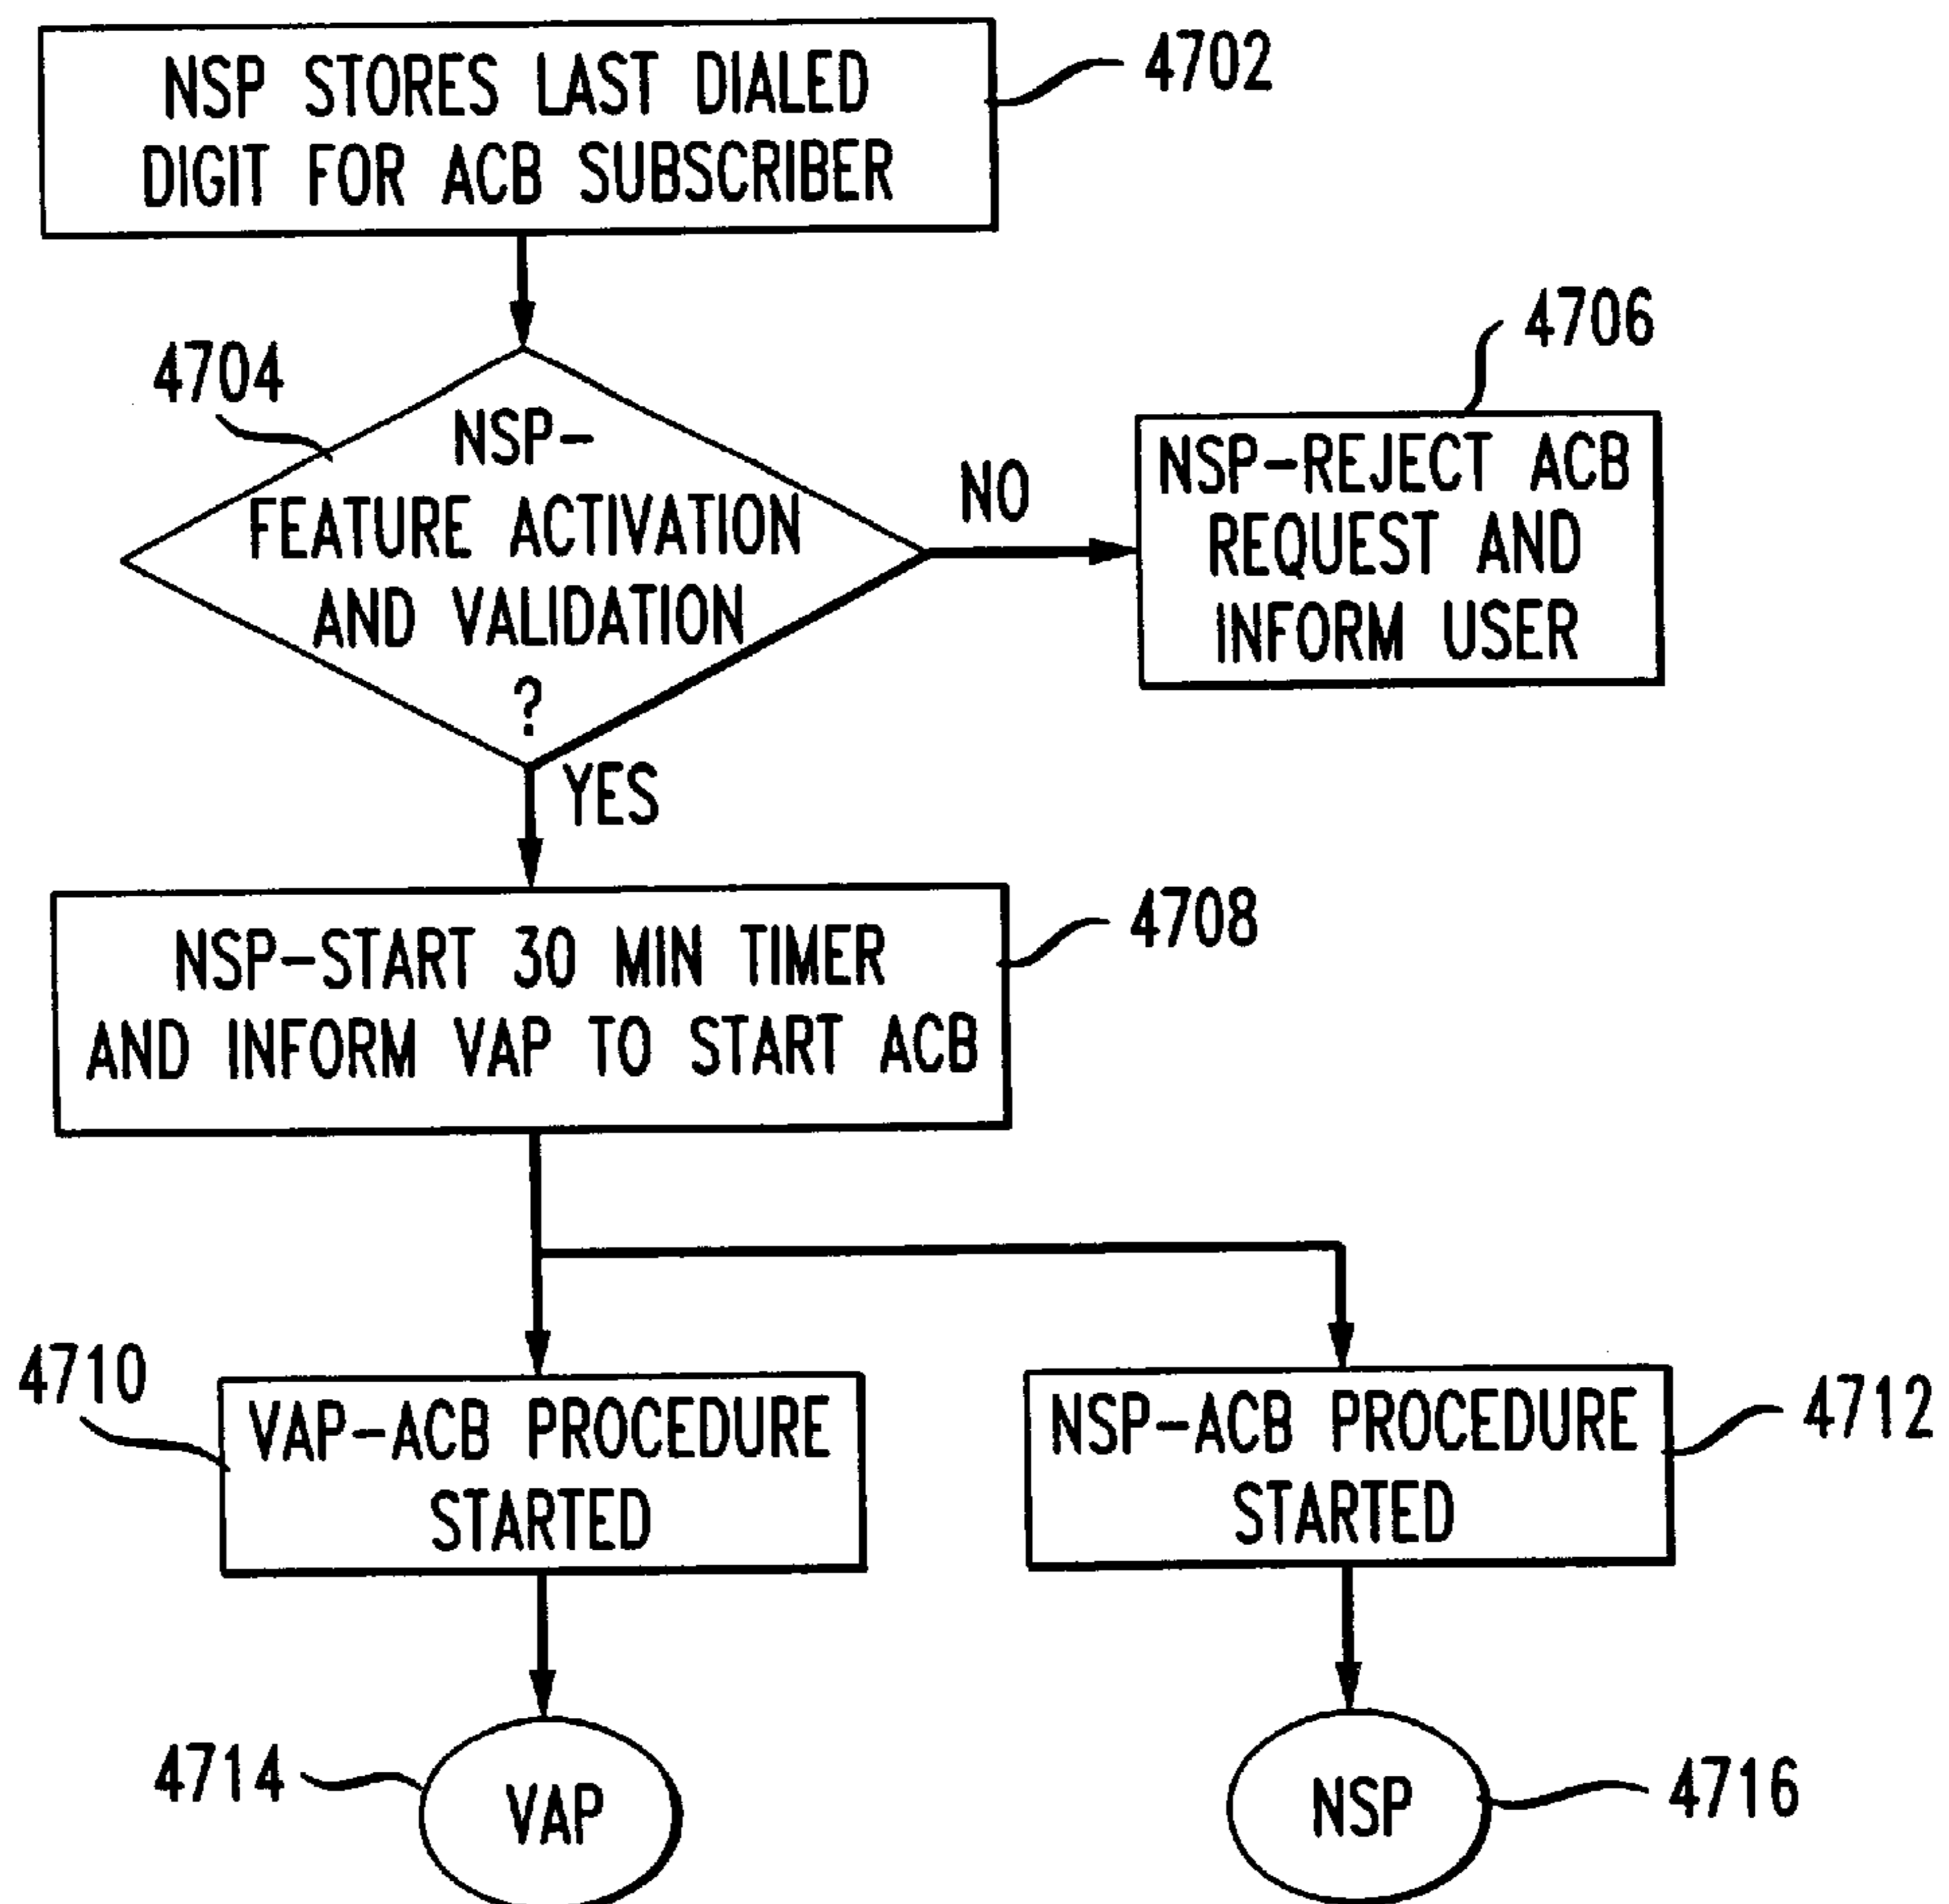 NSP STORES LAST DIALED
DIGIT FOR ACB SUBSCRIBER
4702
4704
NSP-
FEATURE ACTIVATION
AND VALIDATION
?
NO
4706
NSP-REJECT ACB
REQUEST AND
INFORM USER
YES
NSP-START 30 MIN TIMER
AND INFORM VAP TO START ACB
4708
4710
VAP-ACB PROCEDURE
STARTED
NSP-ACB PROCEDURE
STARTED
4712
4714
VAP
NSP
4716